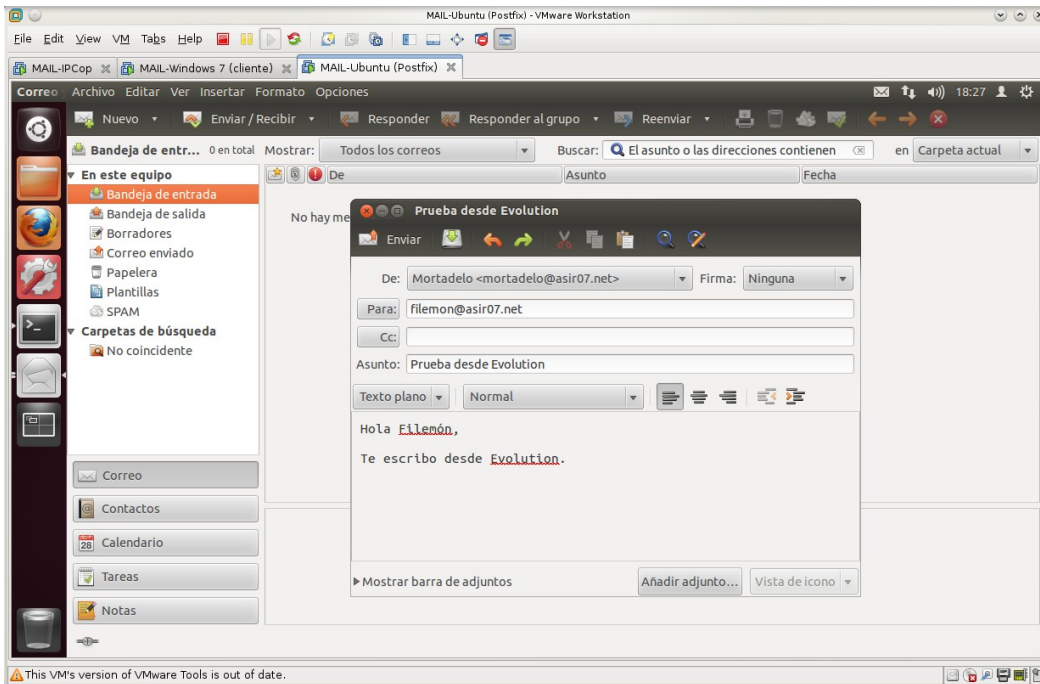 MAIL-Ubuntu (Postfix) - VMware Workstation
File Edit View VM Tabs Help
MAIL-IPCop MAIL-Windows 7 (cliente) MAIL-Ubuntu (Postfix)
Correo Archivo Editar Ver Insertar Formato Opciones 18:27
Nuevo Enviar / Recibir Responder Responder al grupo Reenviar
Bandeja de entr... 0 en total Mostrar: Todos los correos Buscar: El asunto o las direcciones contienen en Carpeta actual
En este equipo
Bandeja de entrada
Bandeja de salida
Borradores
Correo enviado
Papelera
Plantillas
SPAM
Carpetas de búsqueda
No coincidente
De Asunto Fecha
No hay me
Prueba desde Evolution
Enviar
De: Mortadelo <mortadelo@asir07.net> Firma: Ninguna
Para: filemon@asir07.net
Cc:
Asunto: Prueba desde Evolution
Texto plano Normal
Hola Filemón,
Te escribo desde Evolution.
Mostrar barra de adjuntos Añadir adjunto... Vista de icono
Correo
Contactos
28 Calendario
Tareas
Notas
This VM's version of VMware Tools is out of date.